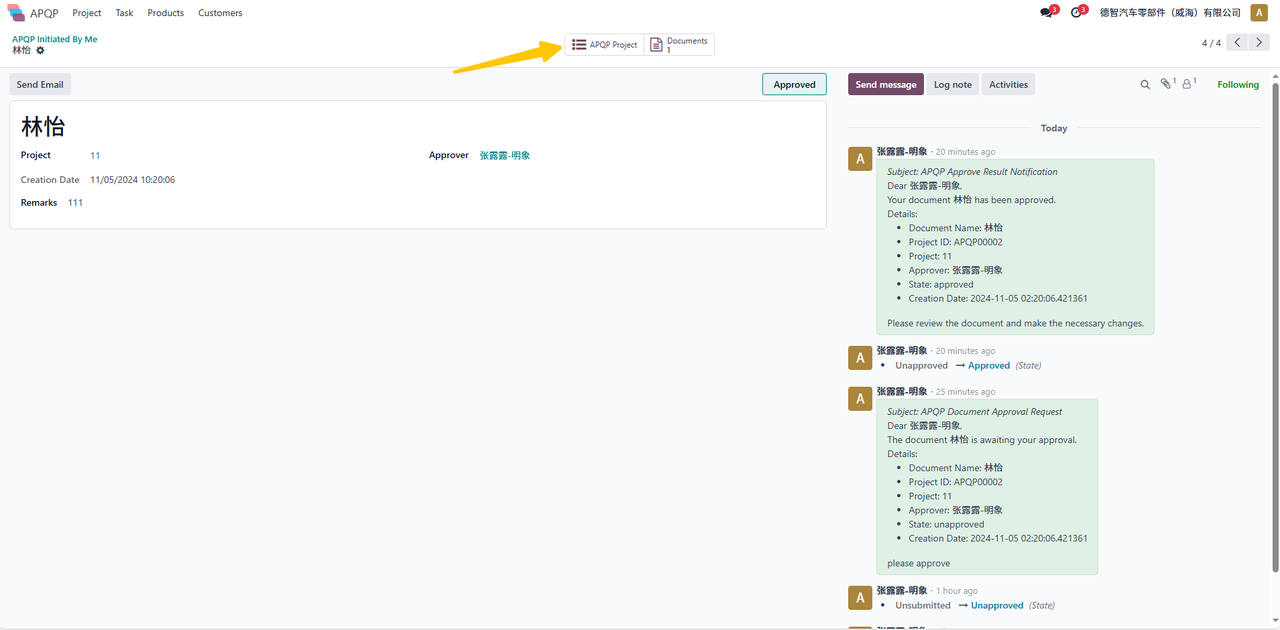 APQP Project Task Products Customers 3 3 德智汽车零部件（威海）有限公司 A
APQP Initiated By Me
林怡
APQP Project
Documents
1
4 / 4
Send Email
Approved
林怡
Project 11
Approver 张露露-明象
Creation Date 11/05/2024 10:20:06
Remarks 111
Send message Log note Activities 1 1 Following
Today
A
张露露-明象 - 20 minutes ago
Subject: APQP Approve Result Notification
Dear 张露露-明象,
Your document 林怡 has been approved.
Details:
• Document Name: 林怡
• Project ID: APQP00002
• Project: 11
• Approver: 张露露-明象
• State: approved
• Creation Date: 2024-11-05 02:20:06.421361
Please review the document and make the necessary changes.
A
张露露-明象 - 20 minutes ago
• Unapproved → Approved (State)
A
张露露-明象 - 25 minutes ago
Subject: APQP Document Approval Request
Dear 张露露-明象,
The document 林怡 is awaiting your approval.
Details:
• Document Name: 林怡
• Project ID: APQP00002
• Project: 11
• Approver: 张露露-明象
• State: unapproved
• Creation Date: 2024-11-05 02:20:06.421361
please approve
A
张露露-明象 - 1 hour ago
• Unsubmitted → Unapproved (State)